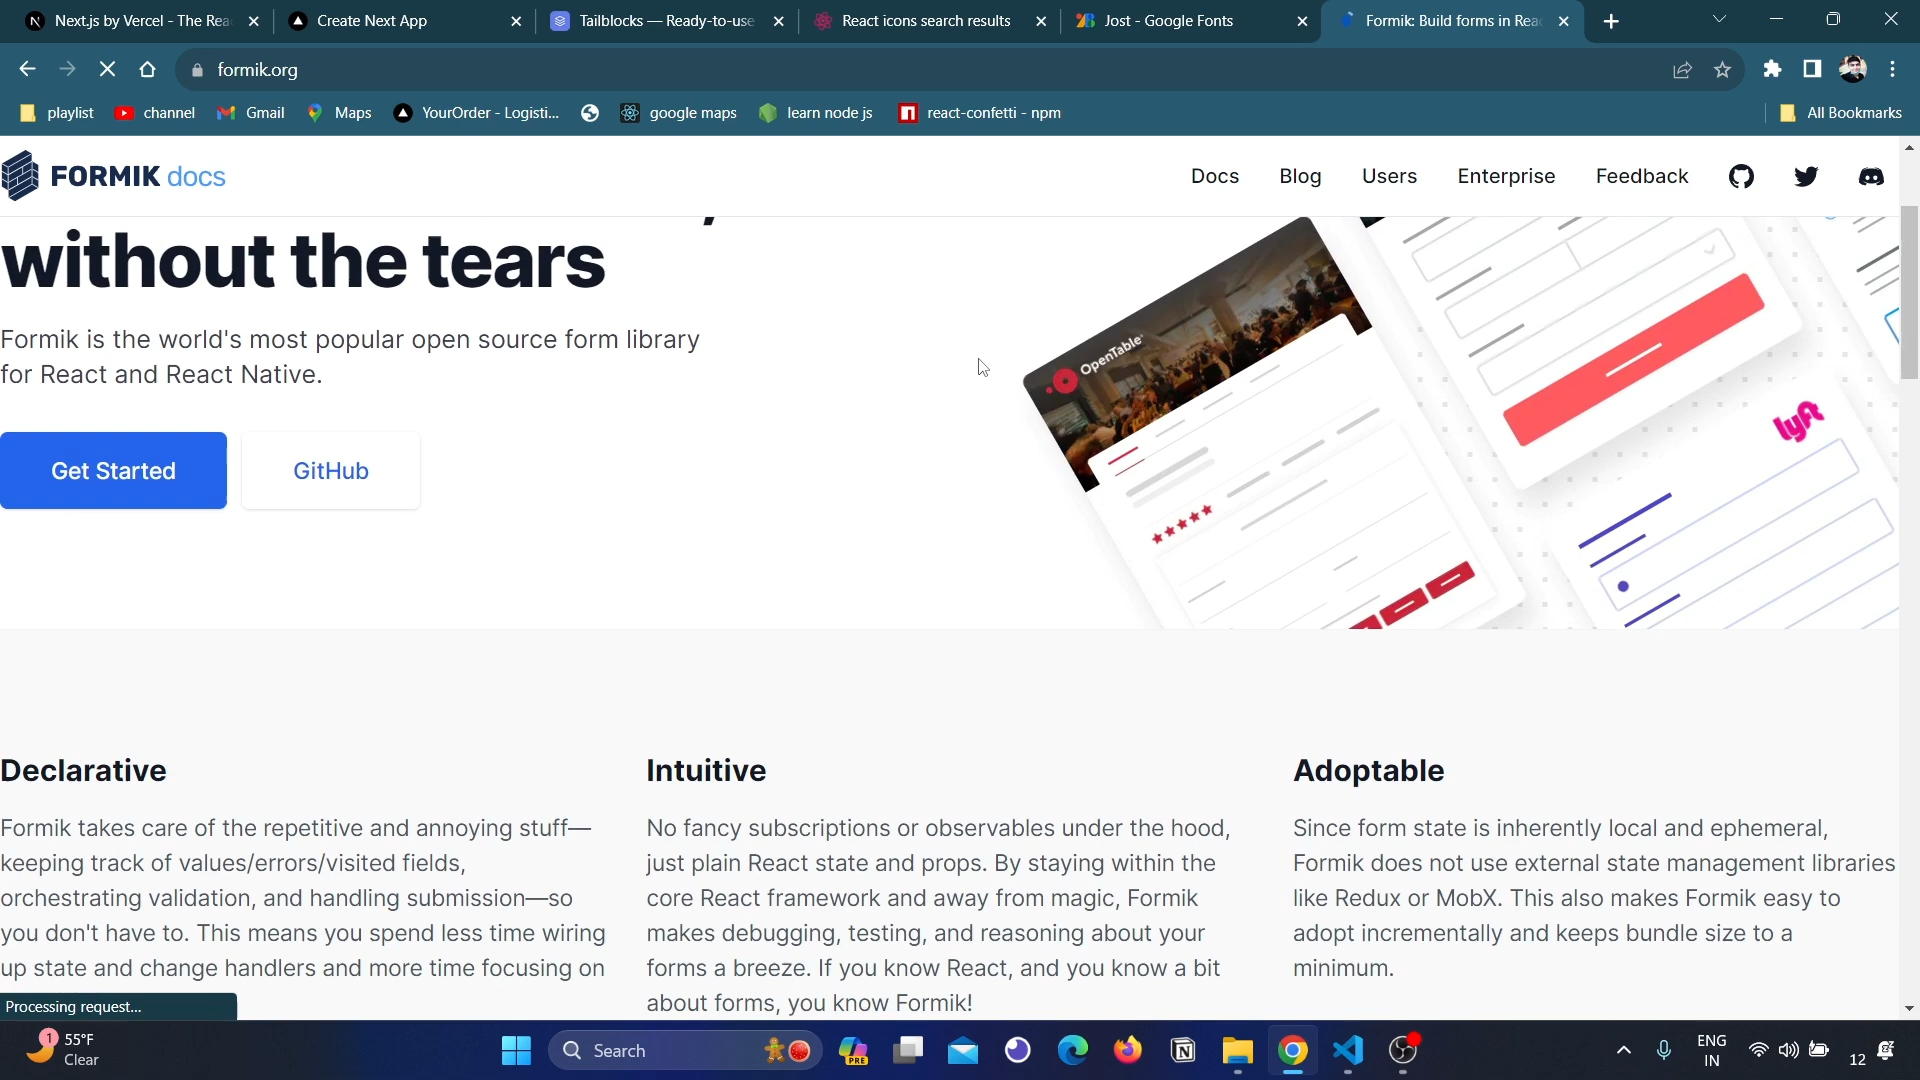 Next.js by Vercel - The Rea
Create Next App
Tailblocks — Ready-to-use
React icons search results
Jost - Google Fonts
Formik: Build forms in Rea
formik.org
playlist
channel
Gmail
Maps
YourOrder - Logisti...
google maps
learn node js
react-confetti - npm
All Bookmarks
FORMIK docs
Docs
Blog
Users
Enterprise
Feedback
without the tears
Formik is the world's most popular open source form library
for React and React Native.
Get Started
GitHub
OpenTable
lyft
Declarative
Formik takes care of the repetitive and annoying stuff—
keeping track of values/errors/visited fields,
orchestrating validation, and handling submission—so
you don't have to. This means you spend less time wiring
up state and change handlers and more time focusing on
Intuitive
No fancy subscriptions or observables under the hood,
just plain React state and props. By staying within the
core React framework and away from magic, Formik
makes debugging, testing, and reasoning about your
forms a breeze. If you know React, and you know a bit
about forms, you know Formik!
Adoptable
Since form state is inherently local and ephemeral,
Formik does not use external state management libraries
like Redux or MobX. This also makes Formik easy to
adopt incrementally and keeps bundle size to a
minimum.
Processing request...
1
55°F
Clear
Search
PRE
ENG
IN
12